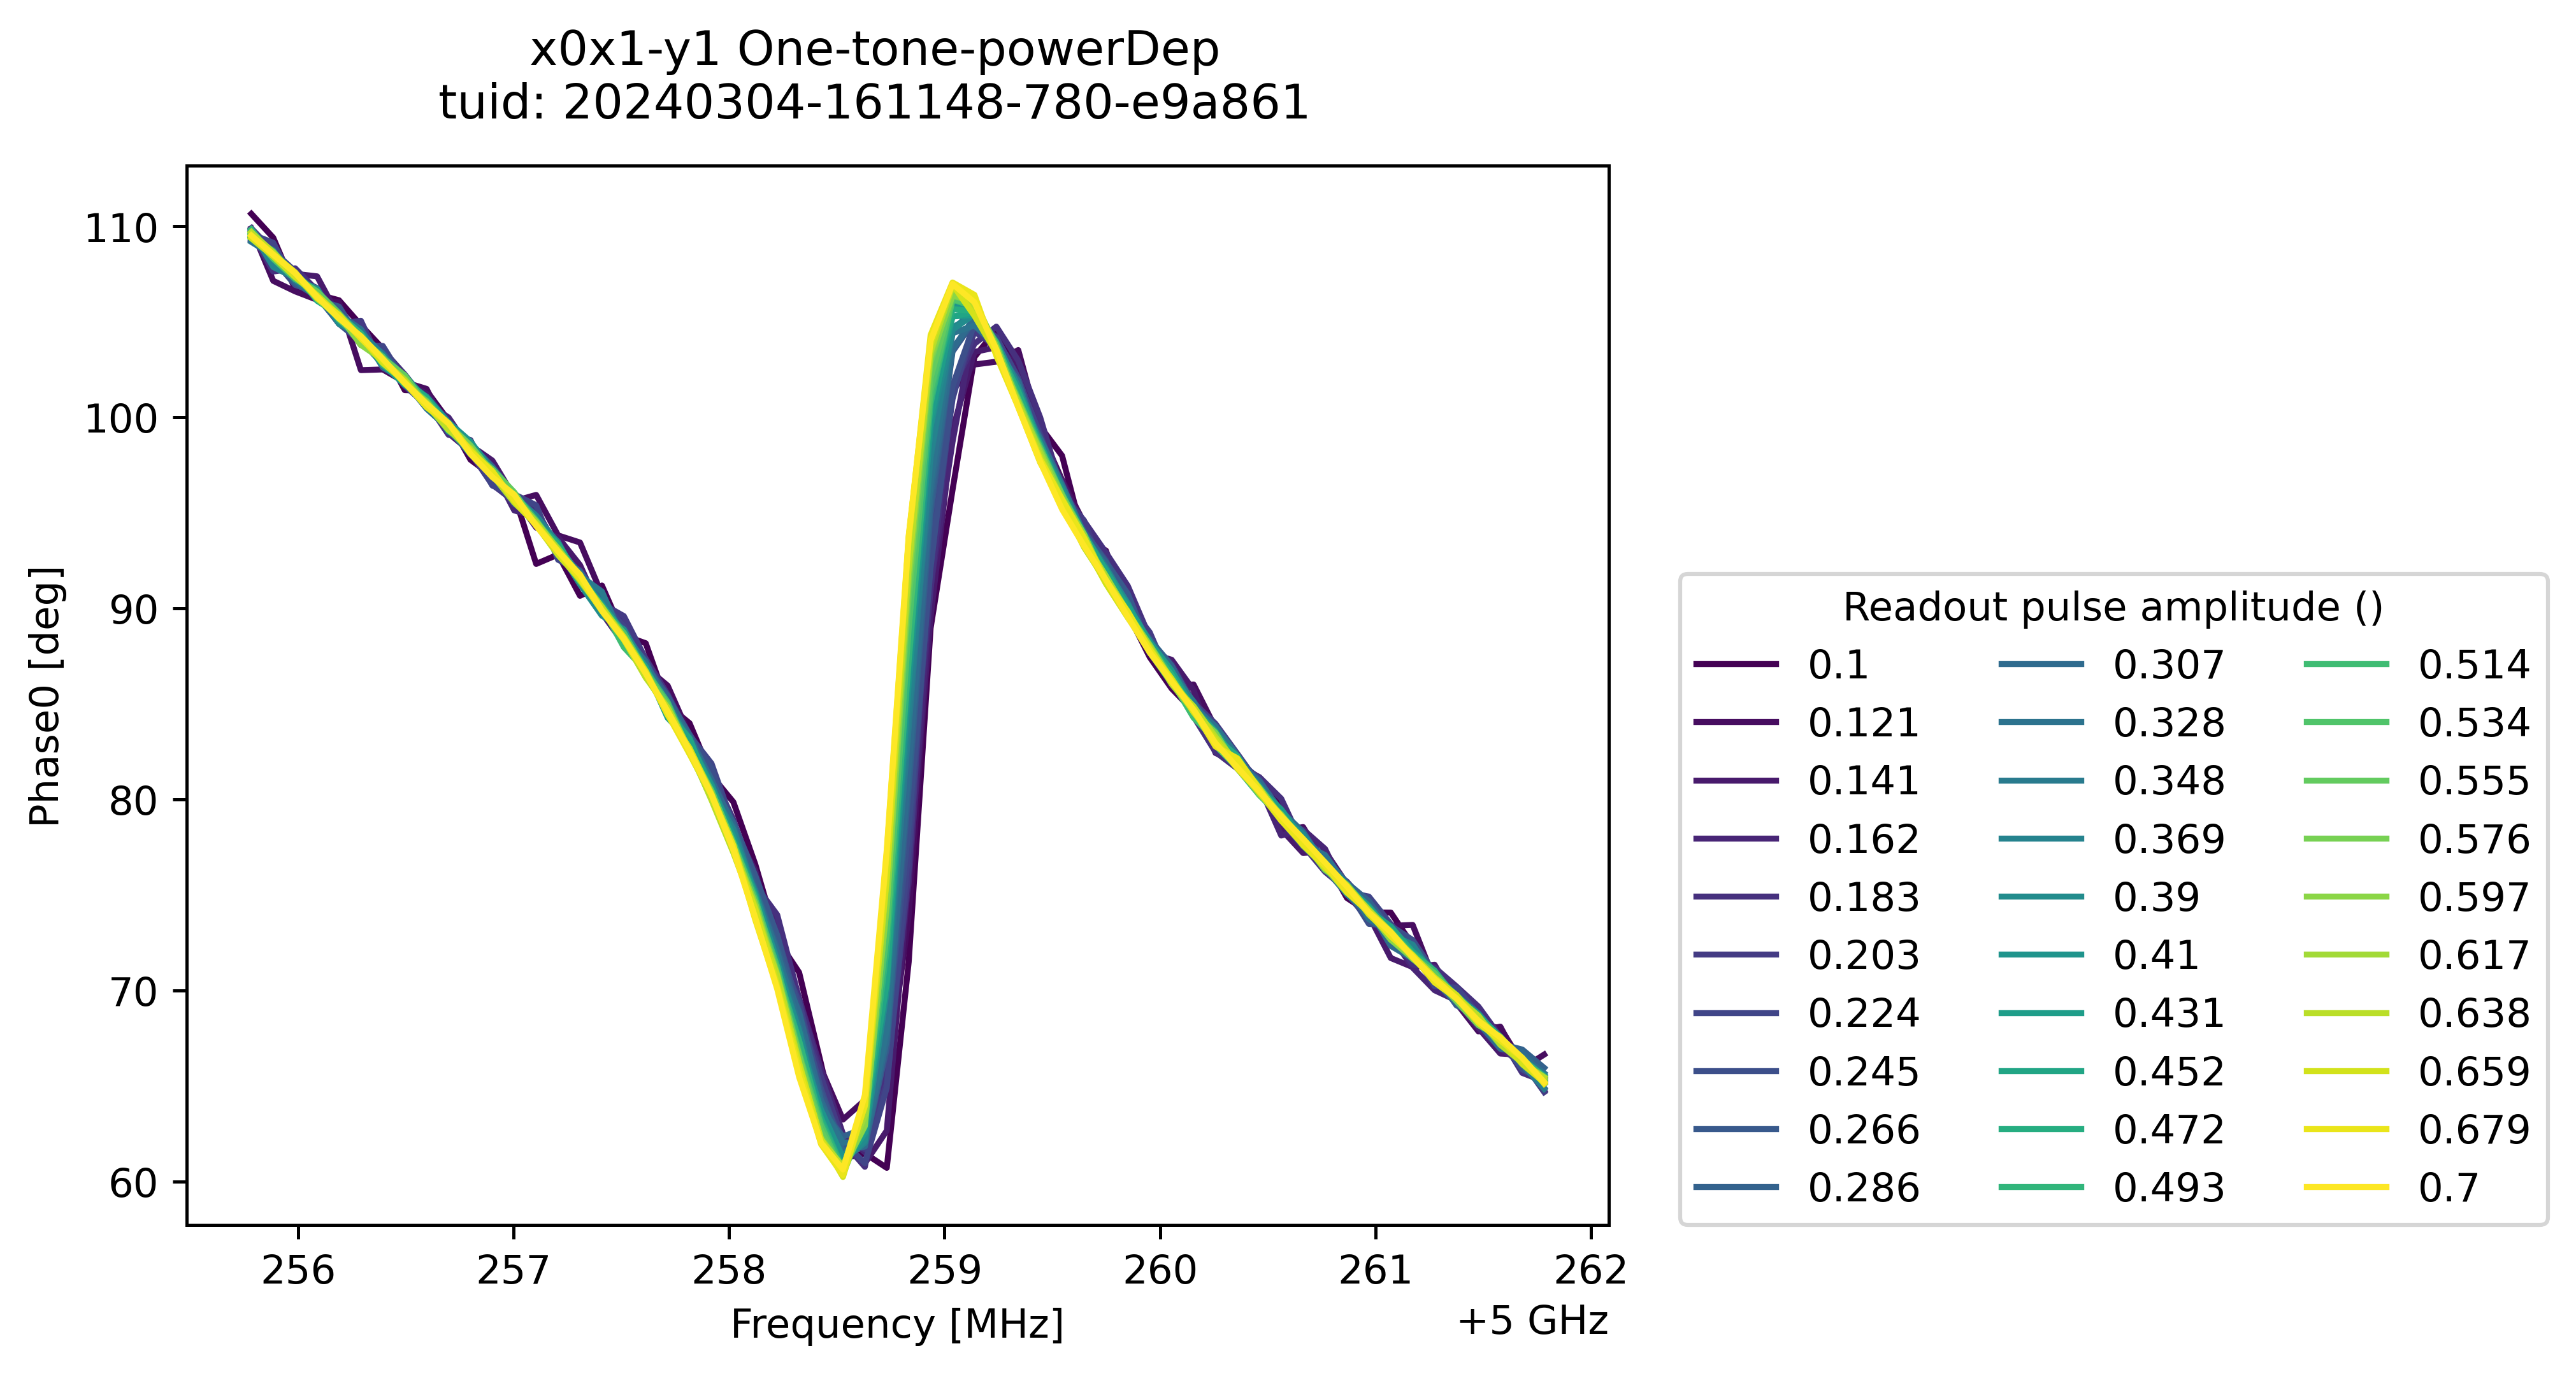 x0x1-y1 One-tone-powerDep
tuid: 20240304-161148-780-e9a861
Phase0 [deg]
110
100
90
80
70
60
256 257 258 259 260 261 262
Frequency [MHz]
+5 GHz
Readout pulse amplitude ()
0.1 0.307 0.514
0.121 0.328 0.534
0.141 0.348 0.555
0.162 0.369 0.576
0.183 0.39 0.597
0.203 0.41 0.617
0.224 0.431 0.638
0.245 0.452 0.659
0.266 0.472 0.679
0.286 0.493 0.7